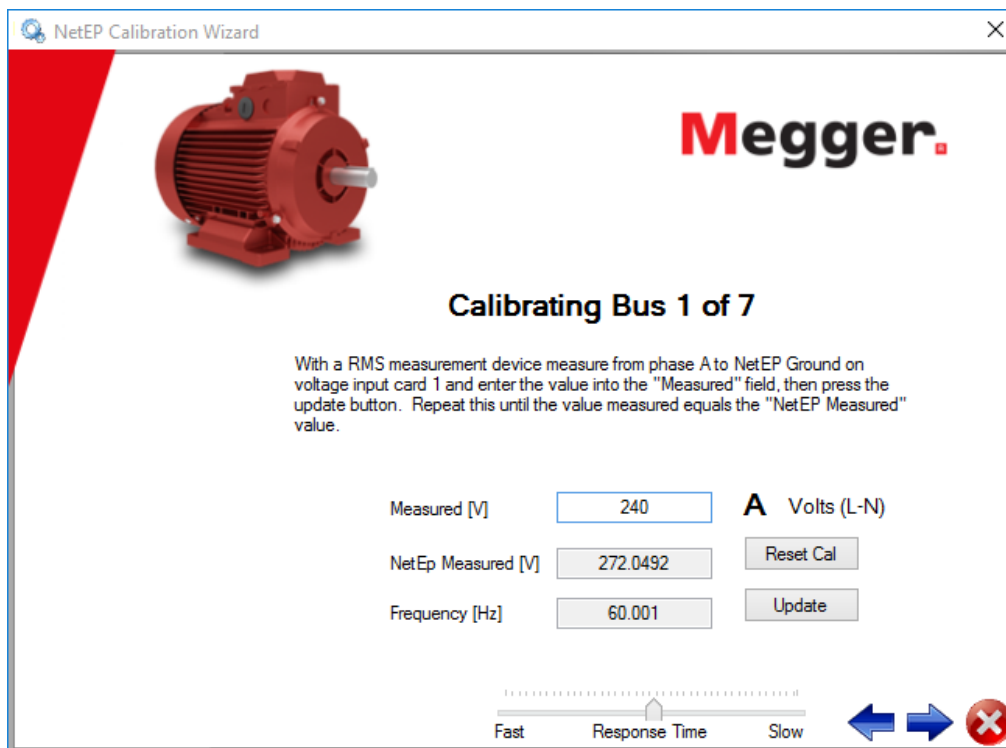 NetEP Calibration Wizard
Megger.
Calibrating Bus 1 of 7
With a RMS measurement device measure from phase A to NetEP Ground on
voltage input card 1 and enter the value into the "Measured" field, then press the
update button. Repeat this until the value measured equals the "NetEP Measured"
value.
Measured [V] 240 A Volts (L-N)
NetEp Measured [V] 272.0492 Reset Cal
Frequency [Hz] 60.001 Update
Fast Response Time Slow